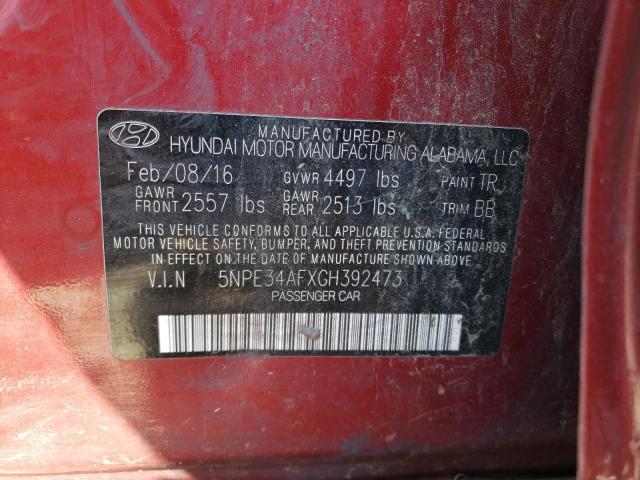 MANUFACTURED BY
HYUNDAI MOTOR MANUFACTURING ALABAMA, LLC
Feb/08/16 GVWR 4497 lbs PAINT TR
GAWR FRONT 2557 lbs GAWR REAR 2513 lbs TRIM BB
THIS VEHICLE CONFORMS TO ALL APPLICABLE U.S.A. FEDERAL
MOTOR VEHICLE SAFETY, BUMPER, AND THEFT PREVENTION STANDARDS
IN EFFECT ON THE DATE OF MANUFACTURE SHOWN ABOVE.
V.I.N 5NPE34AFXGH392473
PASSENGER CAR